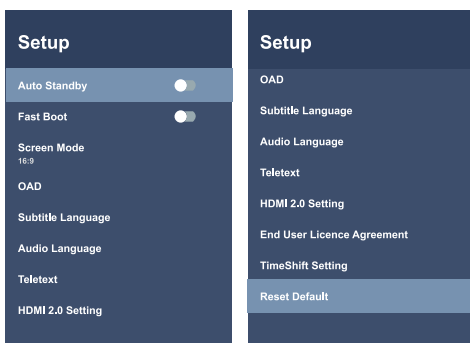 Setup
Auto Standby
Fast Boot
Screen Mode
16:9
OAD
Subtitle Language
Audio Language
Teletext
HDMI 2.0 Setting
Setup
OAD
Subtitle Language
Audio Language
Teletext
HDMI 2.0 Setting
End User Licence Agreement
TimeShift Setting
Reset Default